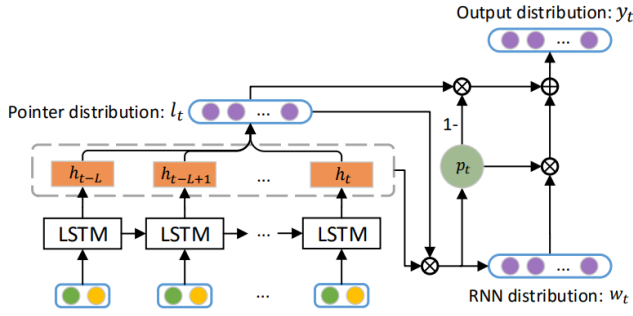 Output distribution: y_t
...
Pointer distribution: l_t
...
1-
h_{t-L}
h_{t-L+1}
...
h_t
p_t
LSTM
LSTM
...
LSTM
...
...
RNN distribution: w_t